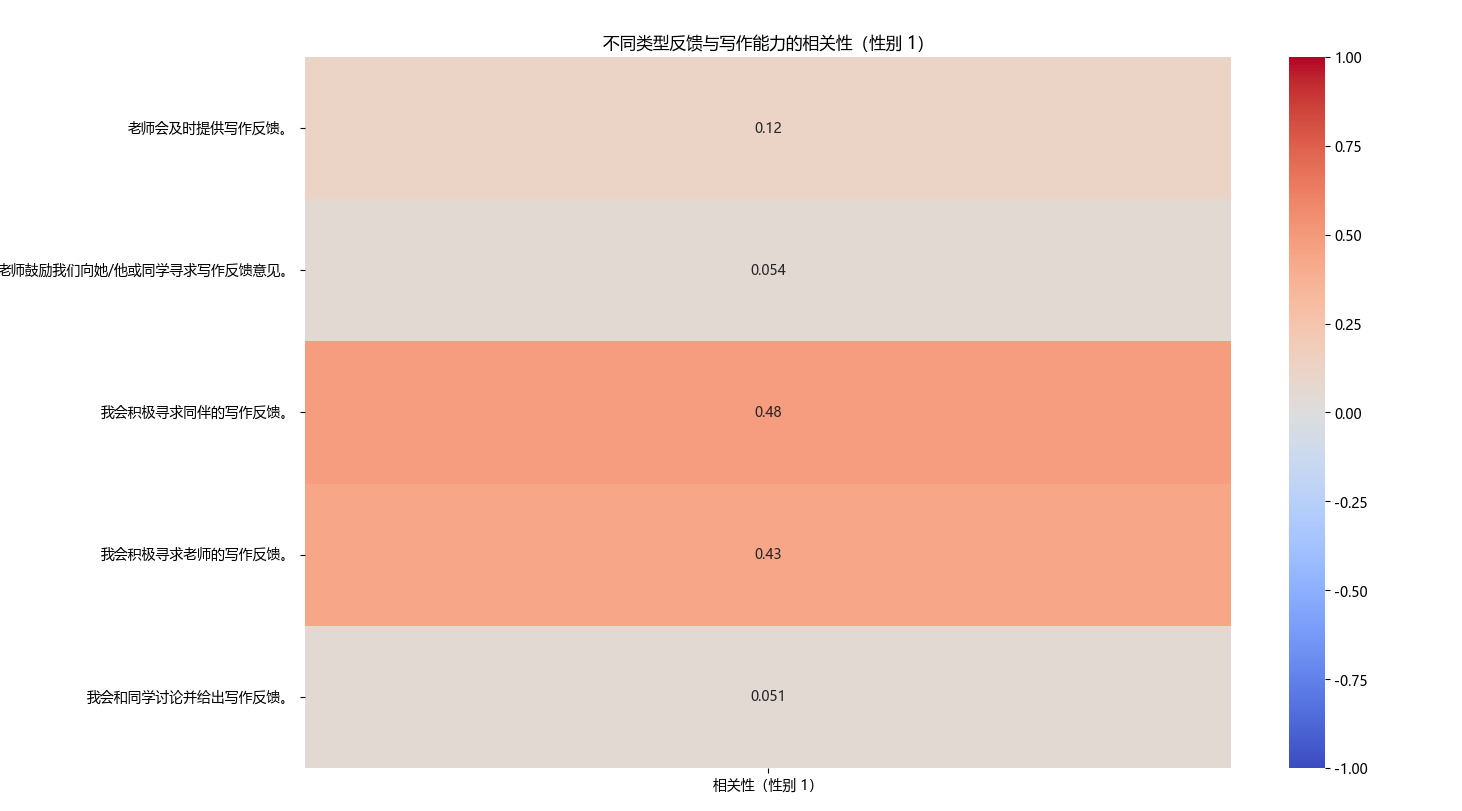 不同类型反馈与写作能力的相关性（性别 1）
老师会及时提供写作反馈。
0.12
老师鼓励我们向她/他或同学寻求写作反馈意见。
0.054
我会积极寻求同伴的写作反馈。
0.48
我会积极寻求老师的写作反馈。
0.43
我会和同学讨论并给出写作反馈。
0.051
相关性（性别 1）
1.00
0.75
0.50
0.25
0.00
-0.25
-0.50
-0.75
-1.00